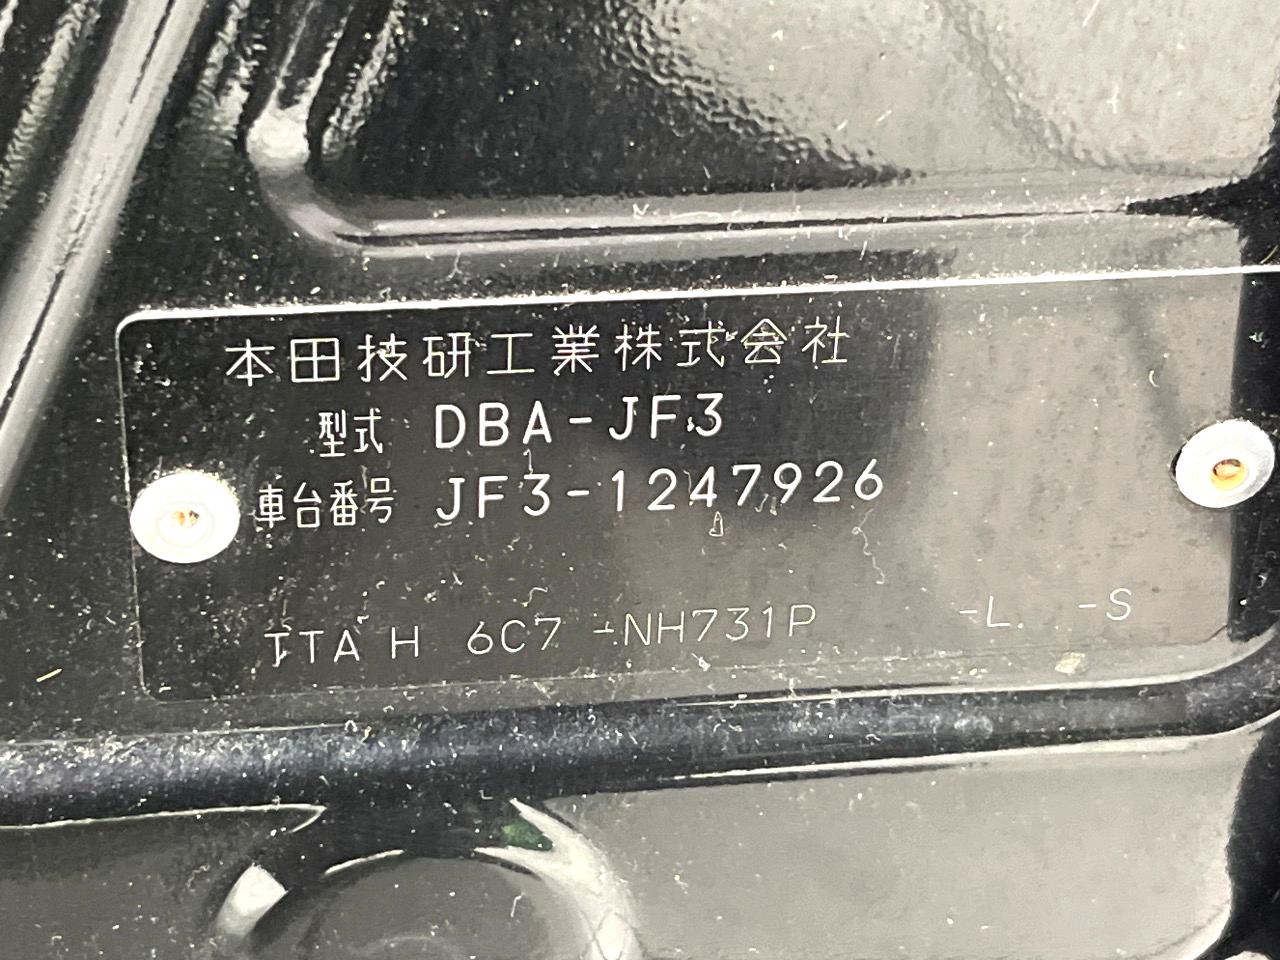 本田技研工業株式会社
型式 DBA-JF3
車台番号 JF3-1247926
TTA H 6C7 -NH731P -L. -S